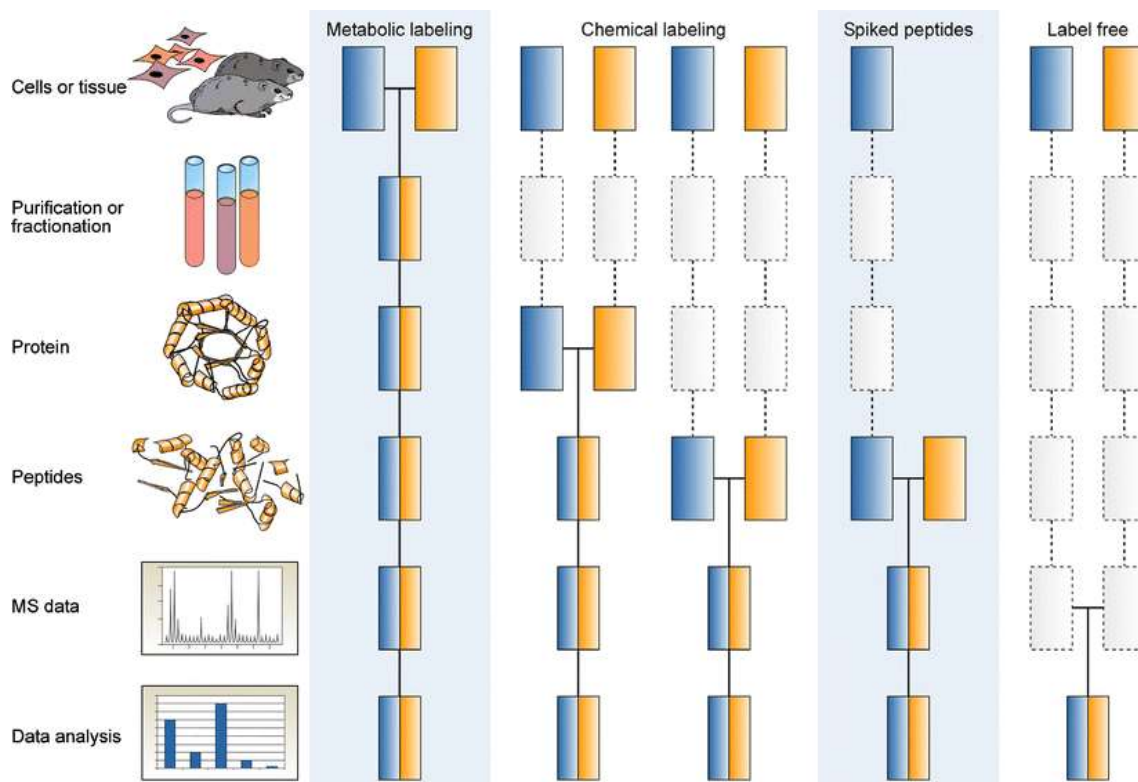 Metabolic labeling
Chemical labeling
Spiked peptides
Label free
Cells or tissue
Purification or
fractionation
Protein
Peptides
MS data
Data analysis